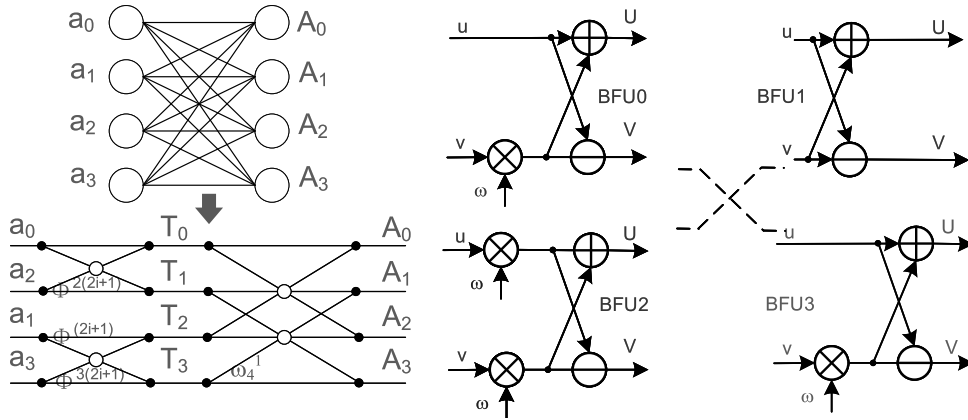 a0 A0
a1 A1
a2 A2
a3 A3
a0 T0 A0
a2 Φ2(2i+1) T1 A1
a1 Φ(2i+1) T2 A2
a3 Φ3(2i+1) T3 ω41 A3
u U
BFU0
v V
ω
u U
BFU1
v V
u U
ω
BFU2
v V
ω
u U
BFU3
v V
ω